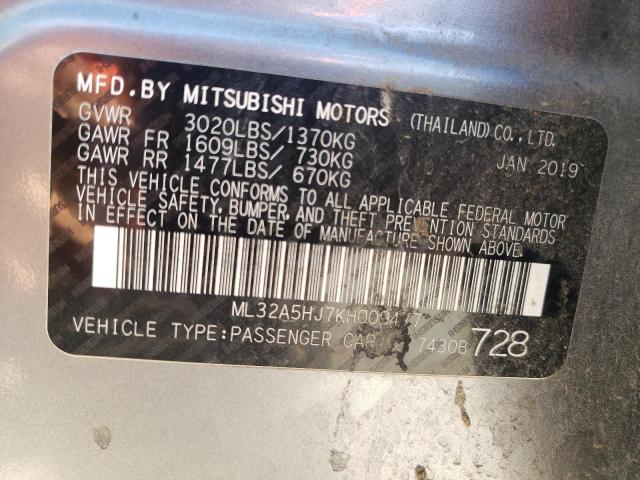 MFD. BY MITSUBISHI MOTORS (THAILAND) CO., LTD.
GVWR 3020LBS/1370KG JAN 2019
GAWR FR 1609LBS/ 730KG
GAWR RR 1477LBS/ 670KG
THIS VEHICLE CONFORMS TO ALL APPLICABLE FEDERAL MOTOR
VEHICLE SAFETY, BUMPER, AND THEFT PREVENTION STANDARDS
IN EFFECT ON THE DATE OF MANUFACTURE SHOWN ABOVE.
ML32A5HJ7KH009477
VEHICLE TYPE: PASSENGER CAR 7430B 728